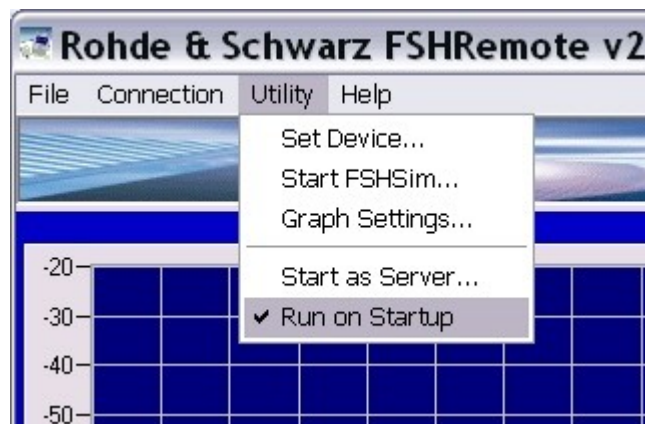 Rohde & Schwarz FSHRemote v2
File Connection Utility Help
Set Device...
Start FSHSim...
Graph Settings...
Start as Server...
Run on Startup
-20
-30
-40
-50